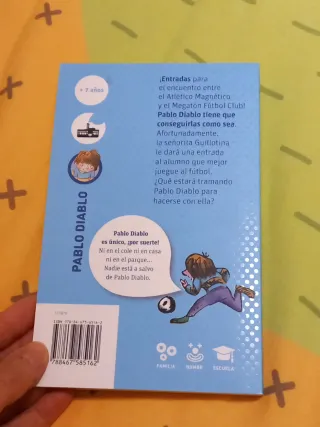 + 7 años
PABLO DIABLO
¡Entradas para
el encuentro entre
el Atlético Magnético
y el Megatón Fútbol Club!
Pablo Diablo tiene que
conseguirlas como sea.
Afortunadamente,
la señorita Guillotina
le dará una entrada
al alumno que mejor
juegue al fútbol.
¿Qué estará tramando
Pablo Diablo para
hacerse con ella?
Pablo Diablo
es único, ¡por suerte!
Ni en el cole ni en casa
ni en el parque...
Nadie está a salvo
de Pablo Diablo.
9 788467 585162
FAMILIA
HUMOR
ESCUELA